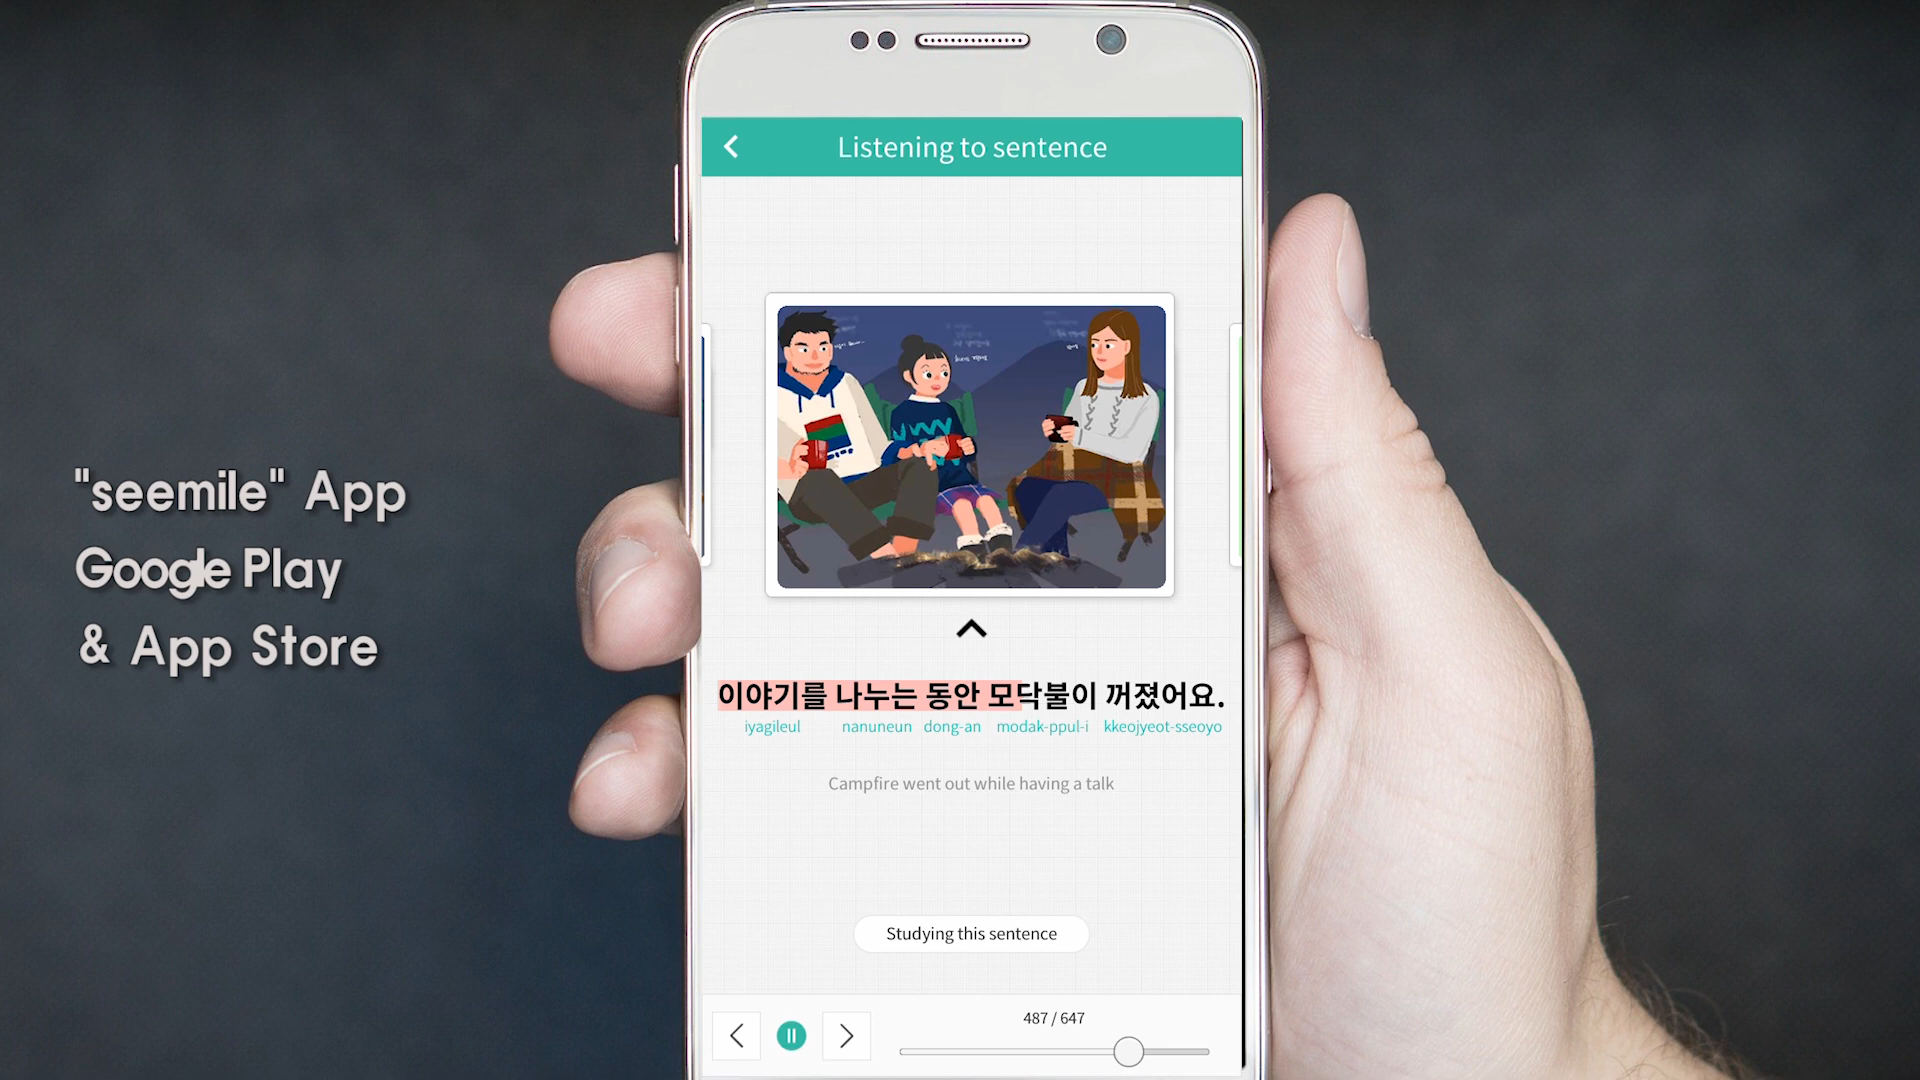 "seemile" App
Google Play
& App Store
Listening to sentence
이야기를 나누는 동안 모닥불이 꺼졌어요.
iyagileul nanuneun dong-an modak-ppul-i kkeojyeot-sseoyo
Campfire went out while having a talk
Studying this sentence
487 / 647